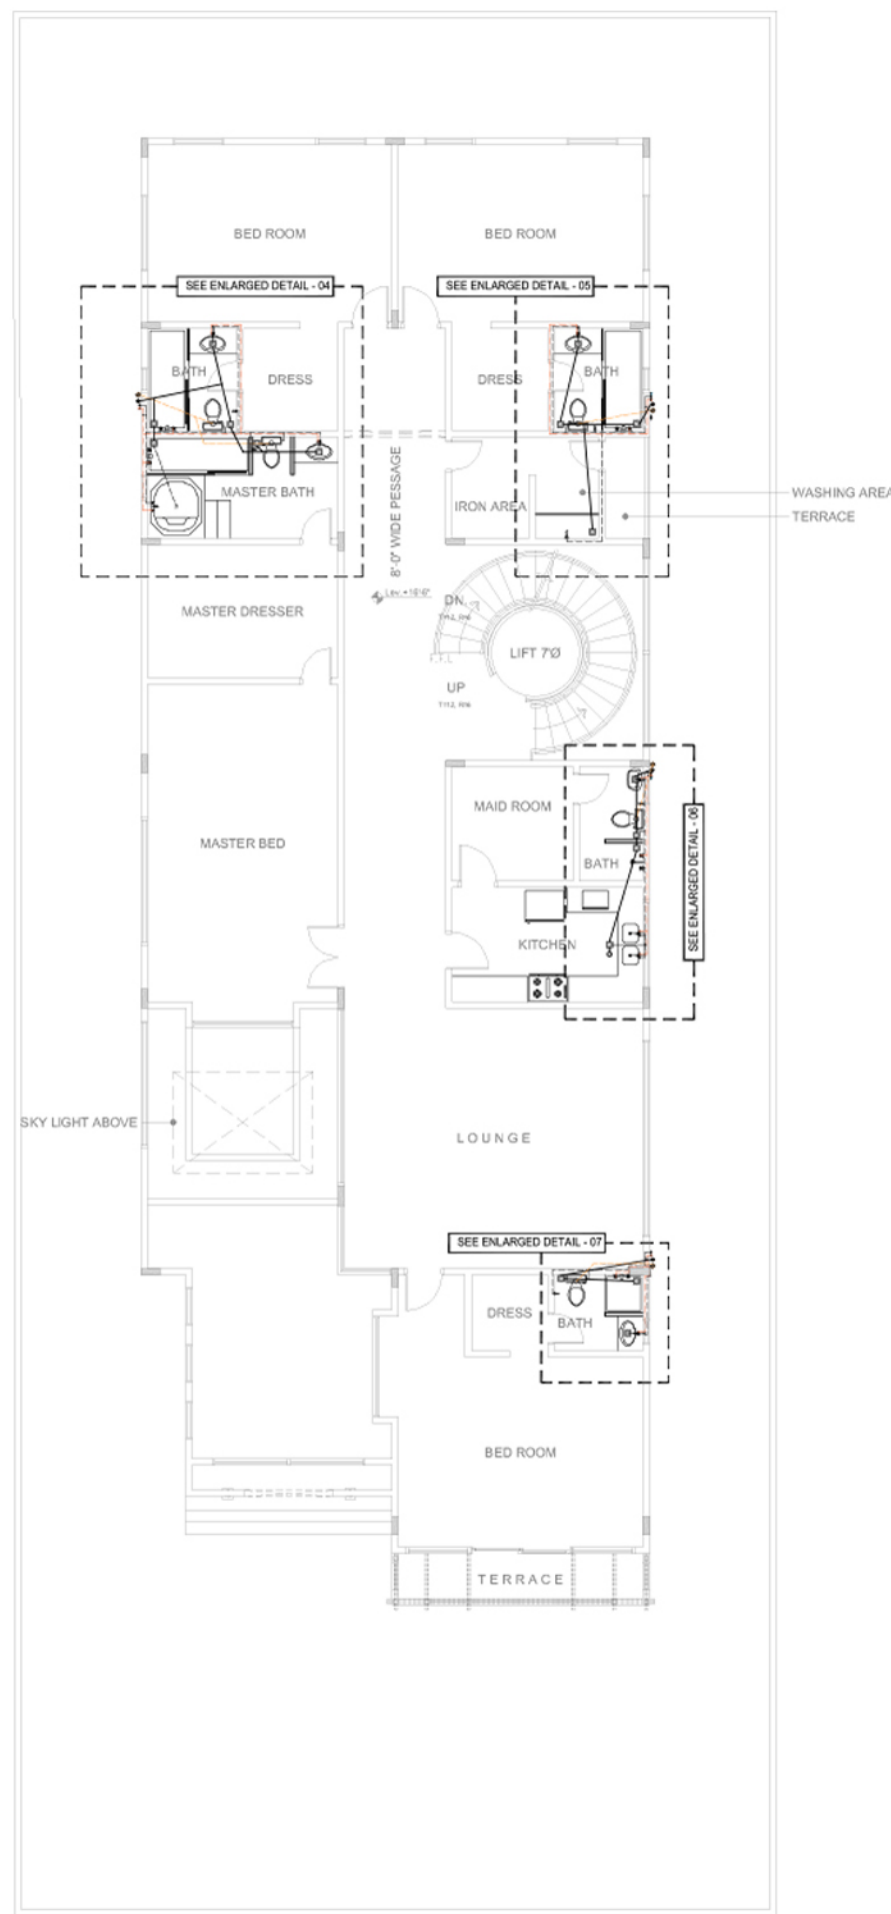 BED ROOM
BED ROOM
SEE ENLARGED DETAIL - 04
SEE ENLARGED DETAIL - 05
BATH
DRESS
DRESS
BATH
MASTER BATH
IRON AREA
WASHING AREA
TERRACE
8'-0" WIDE PESSAGE
DN.
MASTER DRESSER
LIFT 7'Ø
F.F.L
UP
MAID ROOM
MASTER BED
BATH
SEE ENLARGED DETAIL - 06
KITCHEN
SKY LIGHT ABOVE
LOUNGE
SEE ENLARGED DETAIL - 07
DRESS
BATH
BED ROOM
TERRACE